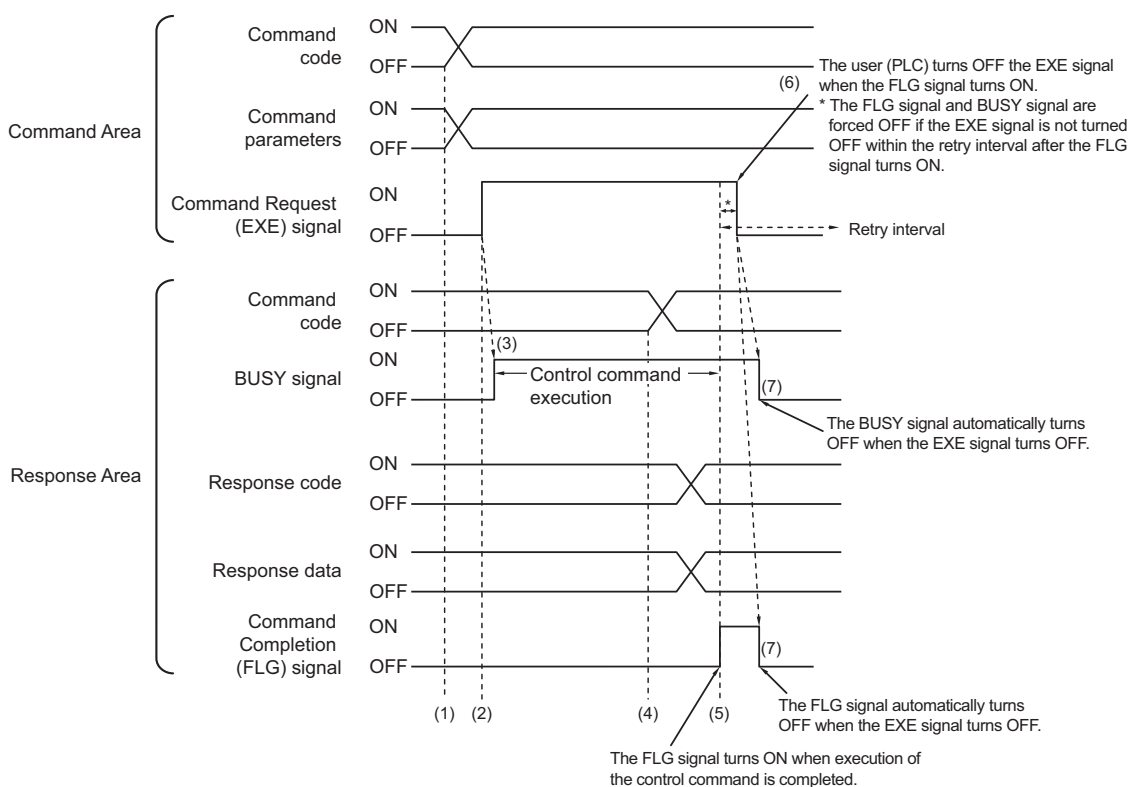 Command Area
Command
code
ON
OFF
Command
parameters
ON
OFF
Command Request
(EXE) signal
ON
OFF
(6)
The user (PLC) turns OFF the EXE signal
when the FLG signal turns ON.
* The FLG signal and BUSY signal are
forced OFF if the EXE signal is not turned
OFF within the retry interval after the FLG
signal turns ON.
*
Retry interval
Response Area
Command
code
ON
OFF
BUSY signal
ON
OFF
(3)
Control command
execution
(7)
The BUSY signal automatically turns
OFF when the EXE signal turns OFF.
Response code
ON
OFF
Response data
ON
OFF
Command
Completion
(FLG) signal
ON
OFF
(7)
The FLG signal automatically turns
OFF when the EXE signal turns OFF.
(1)
(2)
(4)
(5)
The FLG signal turns ON when execution of
the control command is completed.